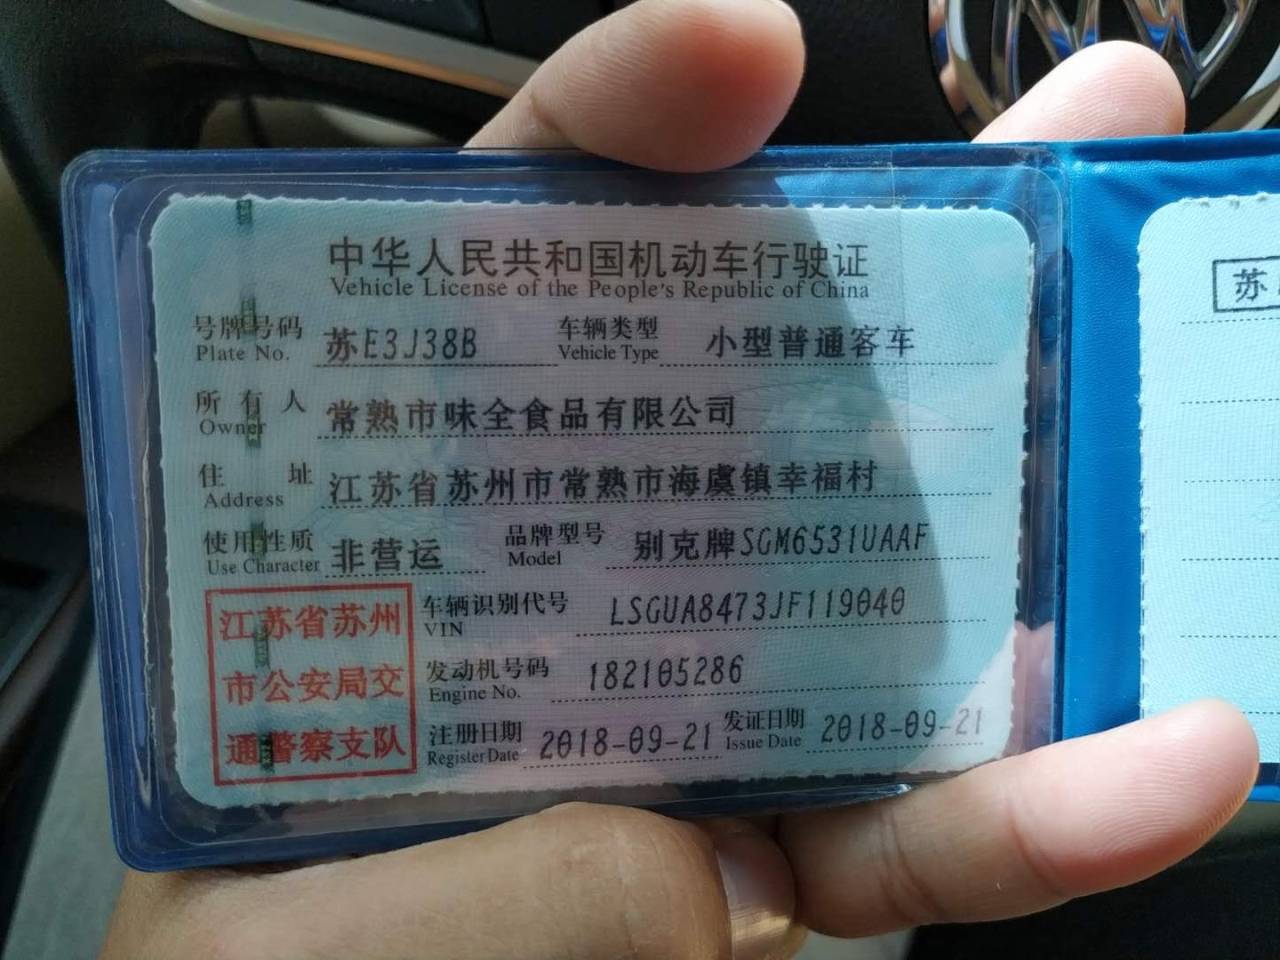 中华人民共和国机动车行驶证
Vehicle License of the People's Republic of China
号牌号码 苏E3J38B 车辆类型 小型普通客车
Plate No. Vehicle Type
所有人 常熟市味全食品有限公司
Owner
住址 江苏省苏州市常熟市海虞镇幸福村
Address
使用性质 非营运 品牌型号 别克牌SGM6531UAAF
Use Character Model
江苏省苏州
市公安局交
通警察支队
车辆识别代号 LSGUA8473JF119040
VIN
发动机号码 182105286
Engine No.
注册日期 2018-09-21 发证日期 2018-09-21
Register Date Issue Date
苏